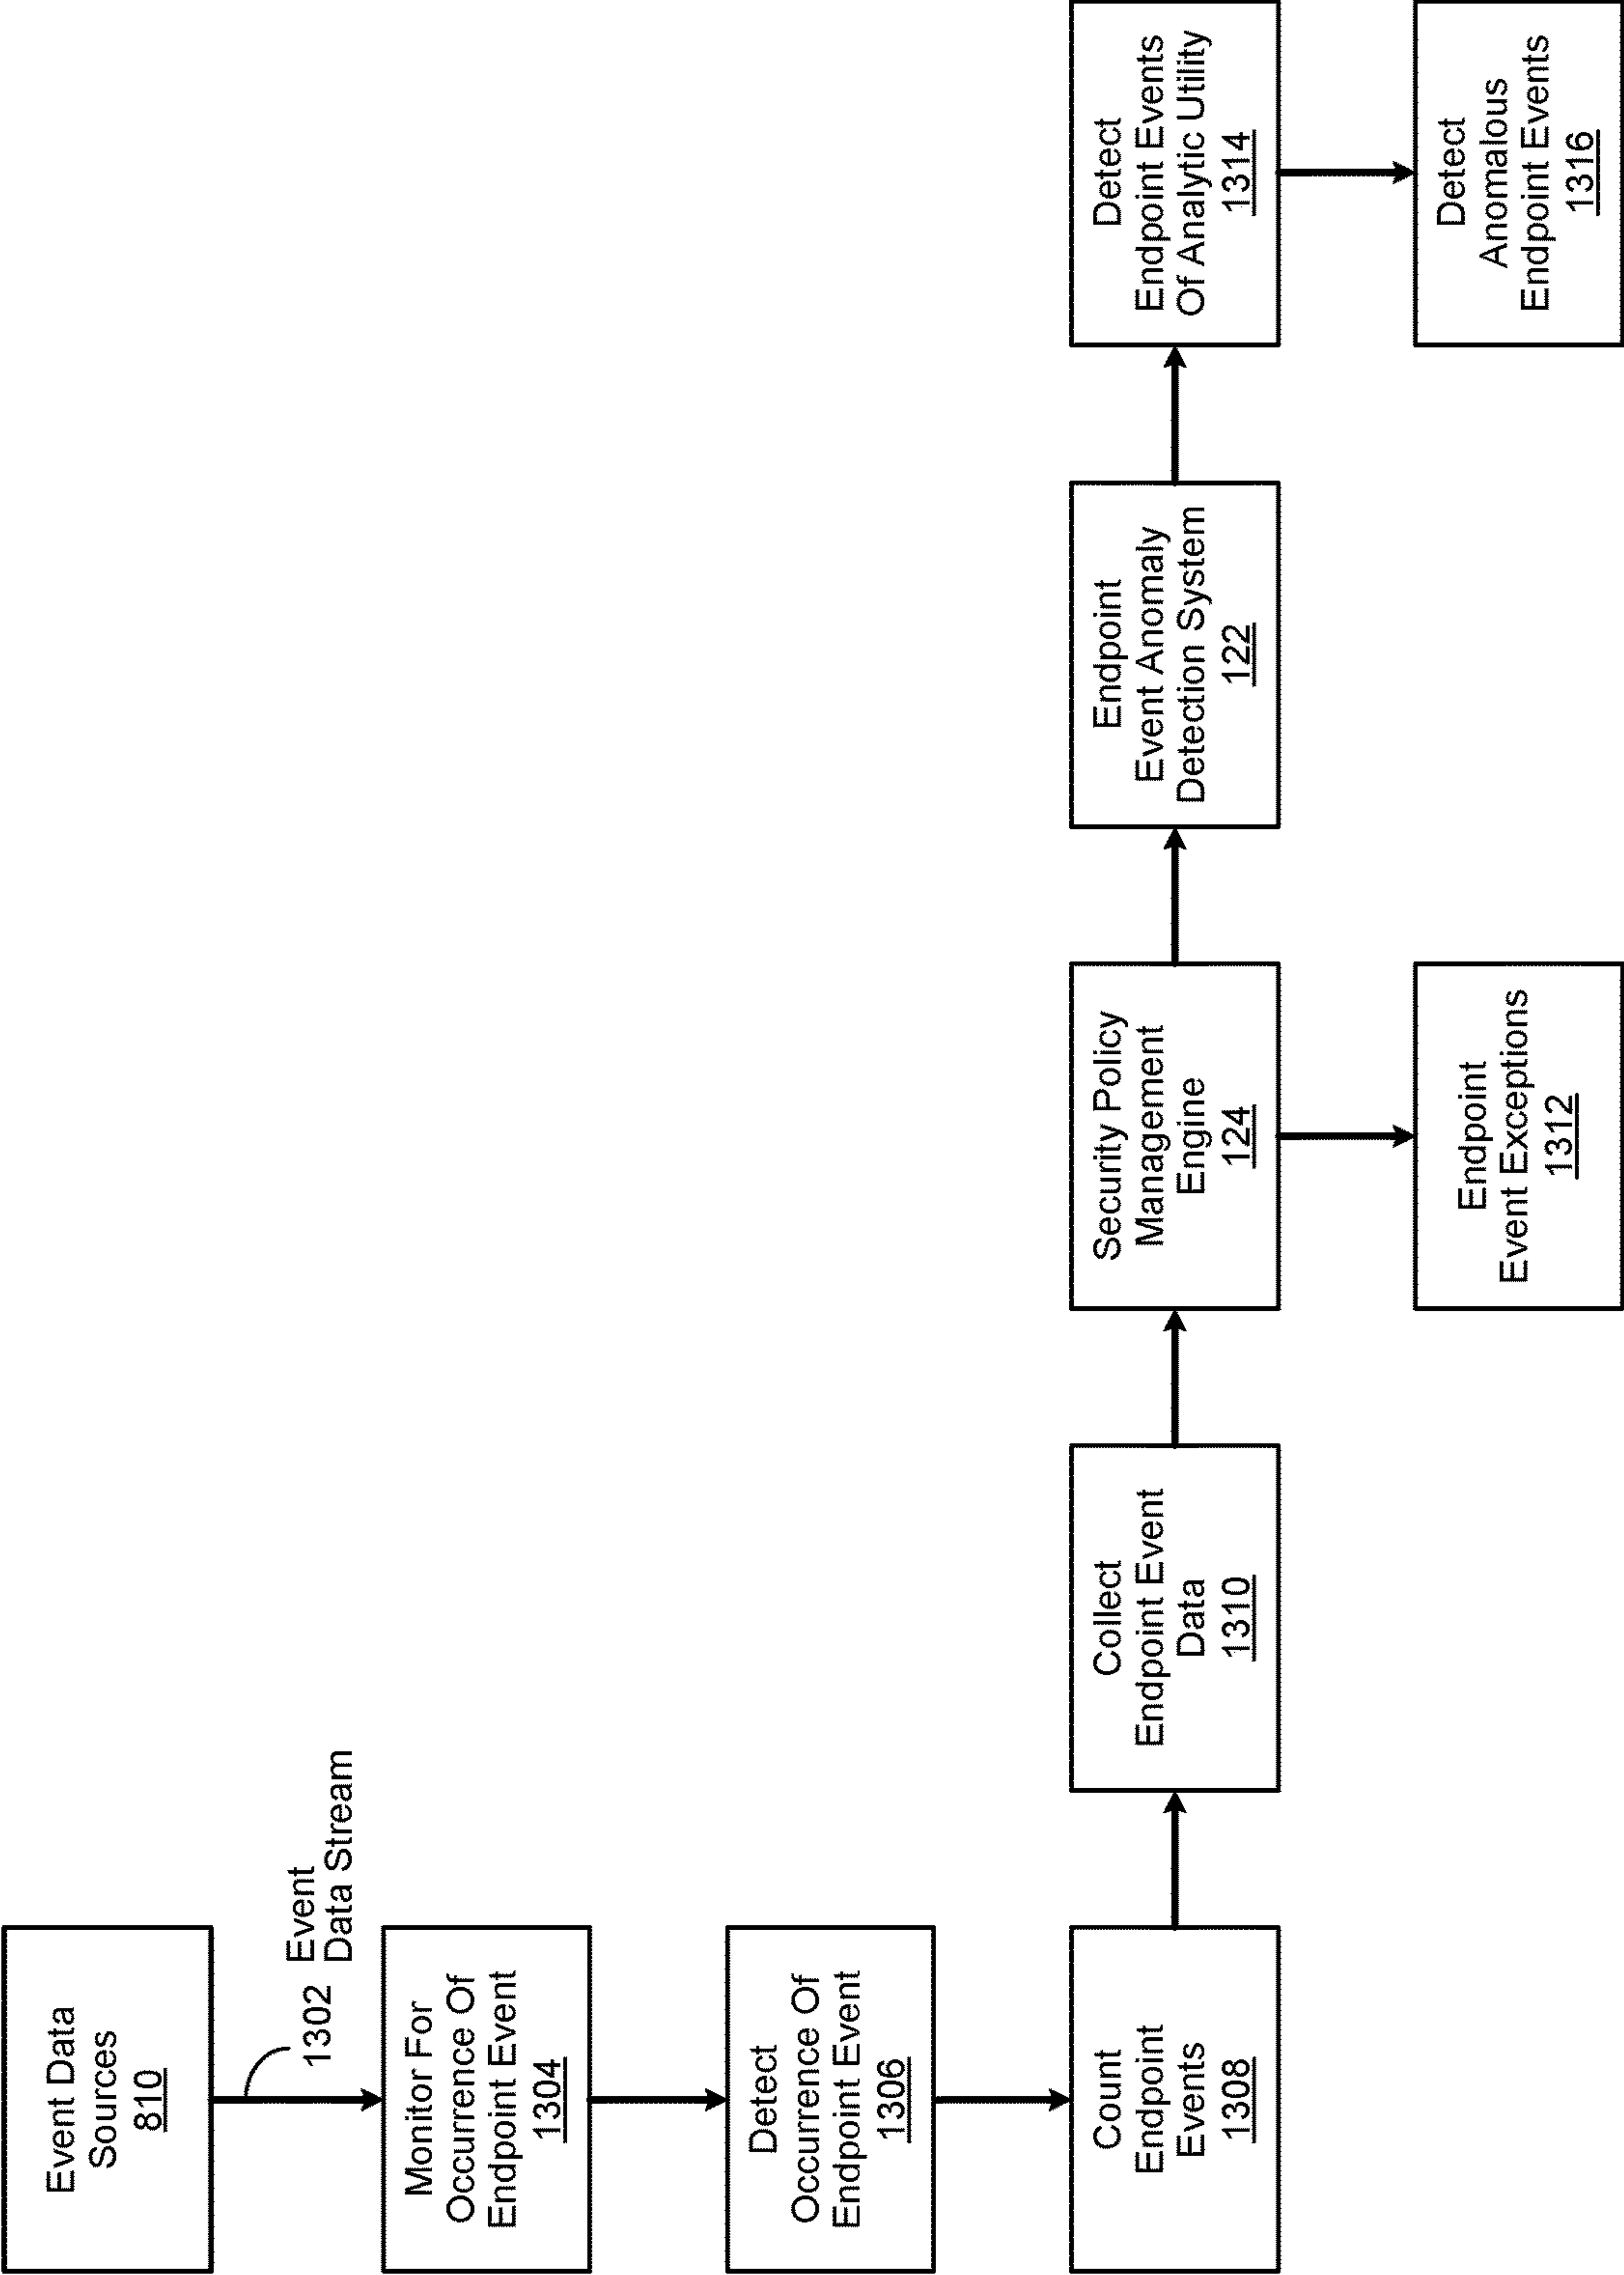 Event Data
Sources
810
1302
Event
Data Stream
Monitor For
Occurrence Of
Endpoint Event
1304
Detect
Occurrence Of
Endpoint Event
1306
Count
Endpoint
Events
1308
Collect
Endpoint Event
Data
1310
Security Policy
Management
Engine
124
Endpoint
Event Exceptions
1312
Endpoint
Event Anomaly
Detection System
122
Detect
Endpoint Events
Of Analytic Utility
1314
Detect
Anomalous
Endpoint Events
1316